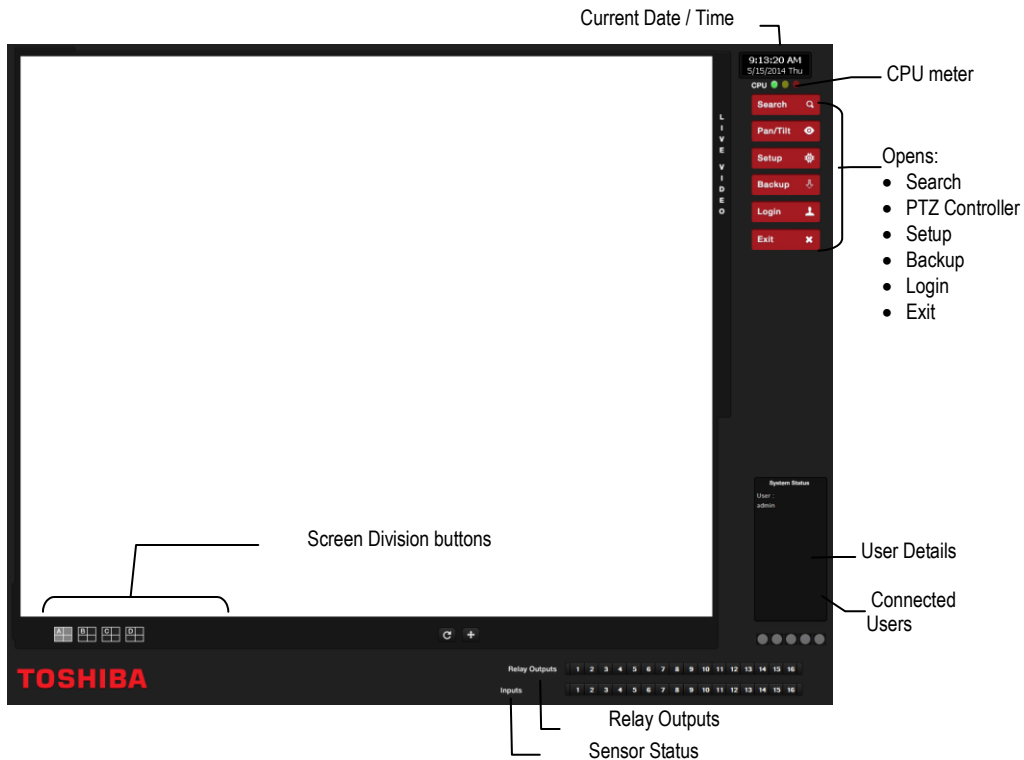 Current Date / Time
9:13:20 AM
5/15/2014 Thu
CPU
CPU meter
Search
Pan/Tilt
Setup
Backup
Login
Exit
LIVE VIDEO
Opens:
• Search
• PTZ Controller
• Setup
• Backup
• Login
• Exit
System Status
User :
admin
Screen Division buttons
User Details
Connected
Users
A B C D
TOSHIBA
Relay Outputs 1 2 3 4 5 6 7 8 9 10 11 12 13 14 15 16
Inputs 1 2 3 4 5 6 7 8 9 10 11 12 13 14 15 16
Relay Outputs
Sensor Status